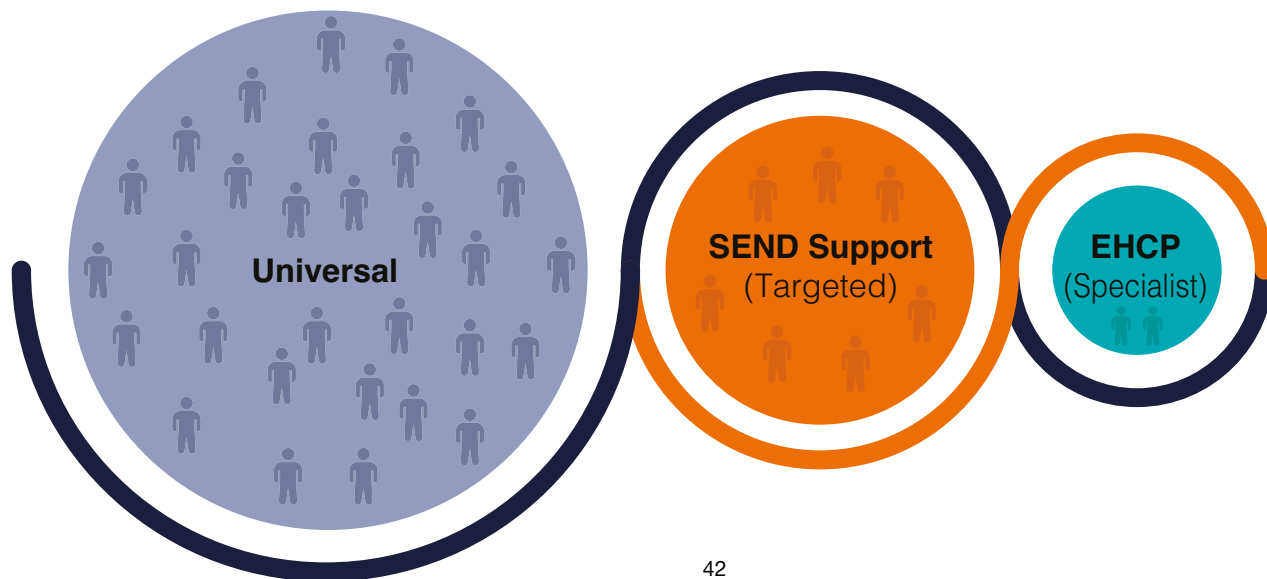 Universal
SEND Support
(Targeted)
EHCP
(Specialist)
42